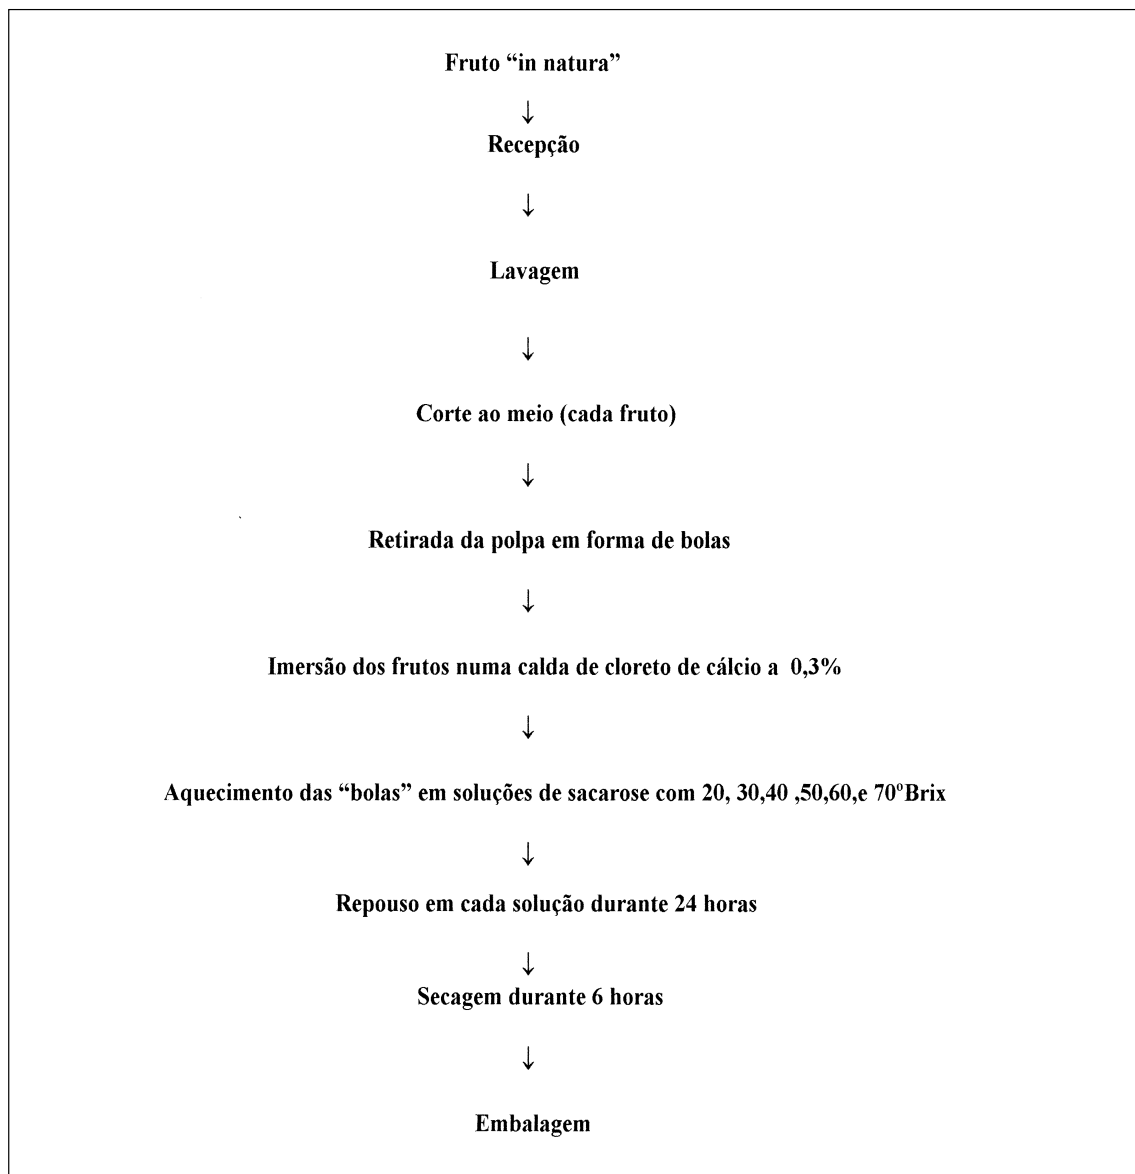 Fruto “in natura”
↓
Recepção
↓
Lavagem
↓
Corte ao meio (cada fruto)
↓
Retirada da polpa em forma de bolas
↓
Imersão dos frutos numa calda de cloreto de cálcio a 0,3%
↓
Aquecimento das “bolas” em soluções de sacarose com 20, 30,40 ,50,60,e 70ºBrix
↓
Repouso em cada solução durante 24 horas
↓
Secagem durante 6 horas
↓
Embalagem